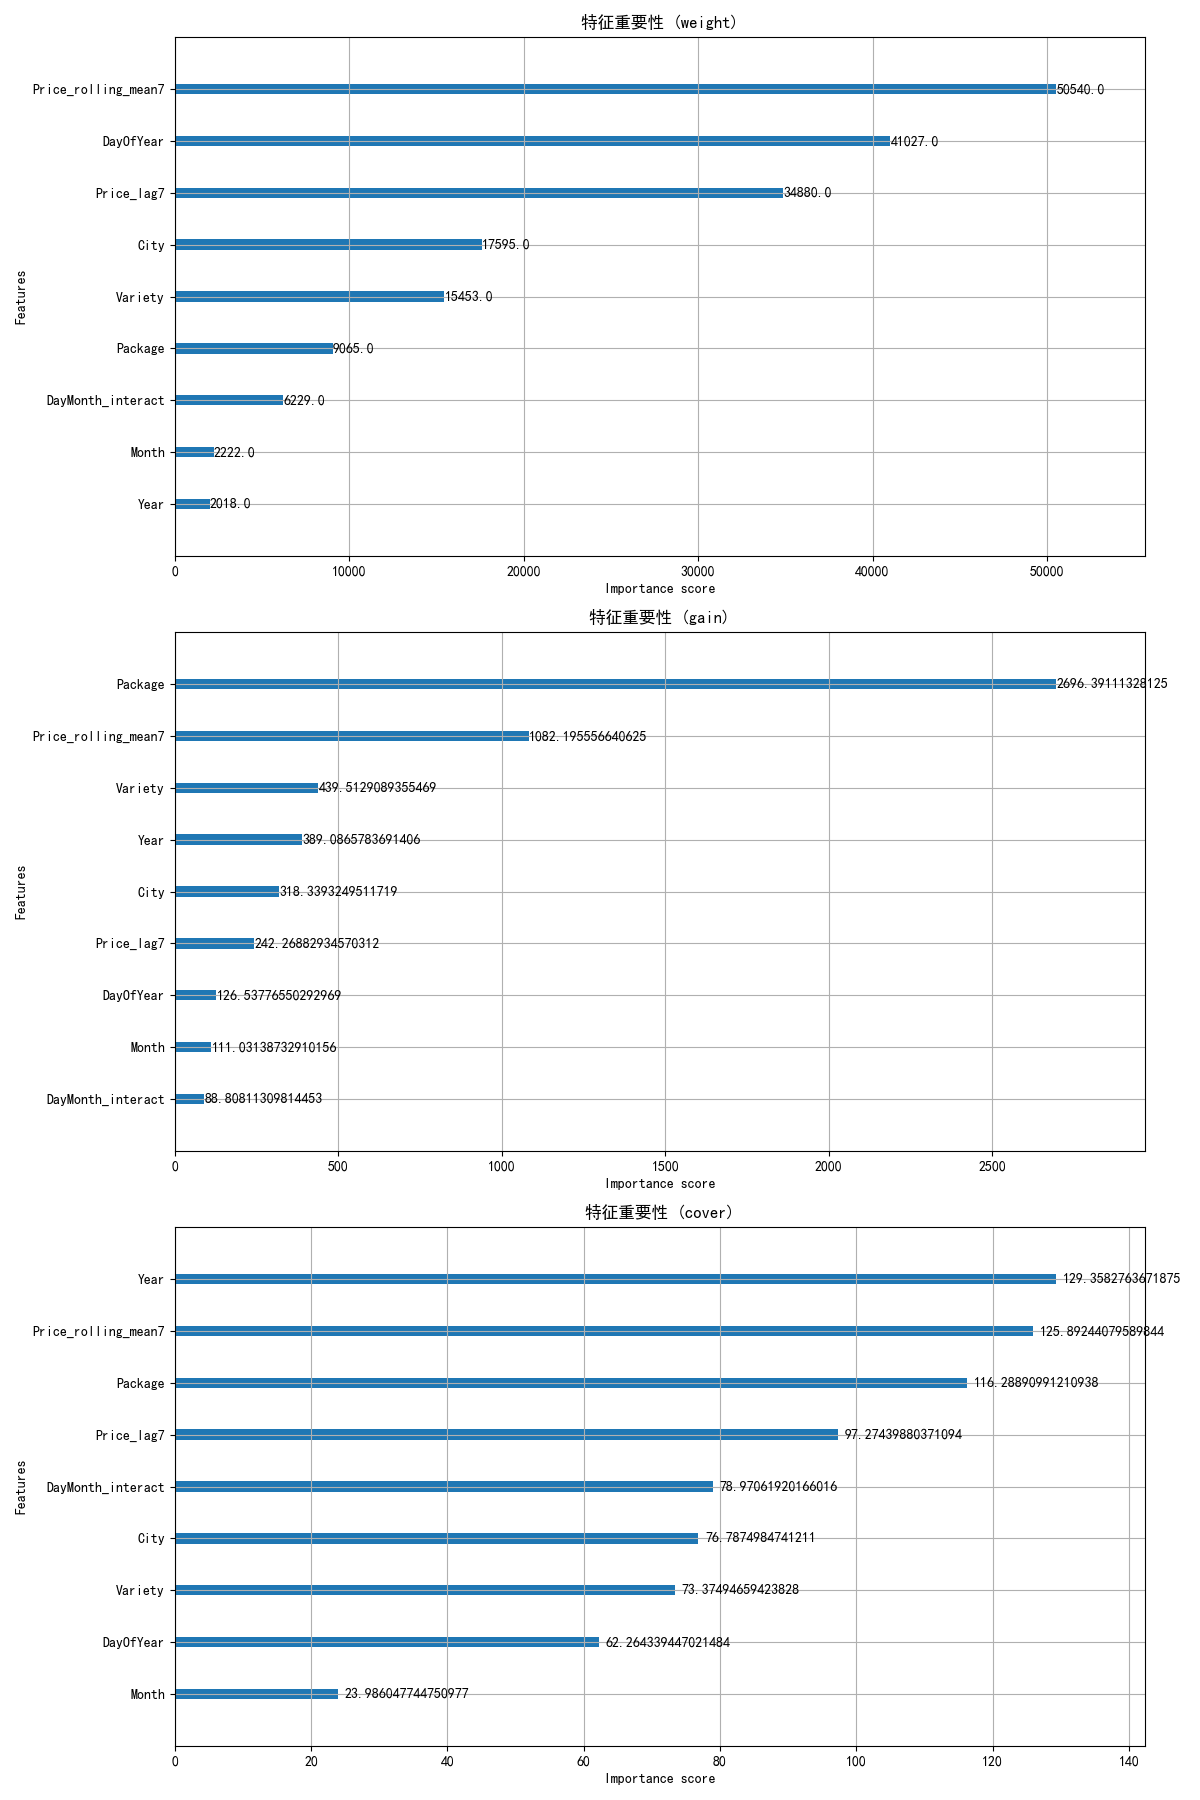 特征重要性 (weight)
Price_rolling_mean7 50540.0
DayOfYear 41027.0
Price_lag7 34880.0
City 17595.0
Variety 15453.0
Package 9065.0
DayMonth_interact 6229.0
Month 2222.0
Year 2018.0
Features
0 10000 20000 30000 40000 50000
Importance score
特征重要性 (gain)
Package 2696.39111328125
Price_rolling_mean7 1082.195556640625
Variety 439.5129089355469
Year 389.0865783691406
City 318.3393249511719
Price_lag7 242.26882934570312
DayOfYear 126.53776550292969
Month 111.03138732910156
DayMonth_interact 88.80811309814453
Features
0 500 1000 1500 2000 2500
Importance score
特征重要性 (cover)
Year 129.3582763671875
Price_rolling_mean7 125.89244079589844
Package 116.28890991210938
Price_lag7 97.27439880371094
DayMonth_interact 78.97061920166016
City 76.7874984741211
Variety 73.37494659423828
DayOfYear 62.264339447021484
Month 23.986047744750977
Features
0 20 40 60 80 100 120 140
Importance score